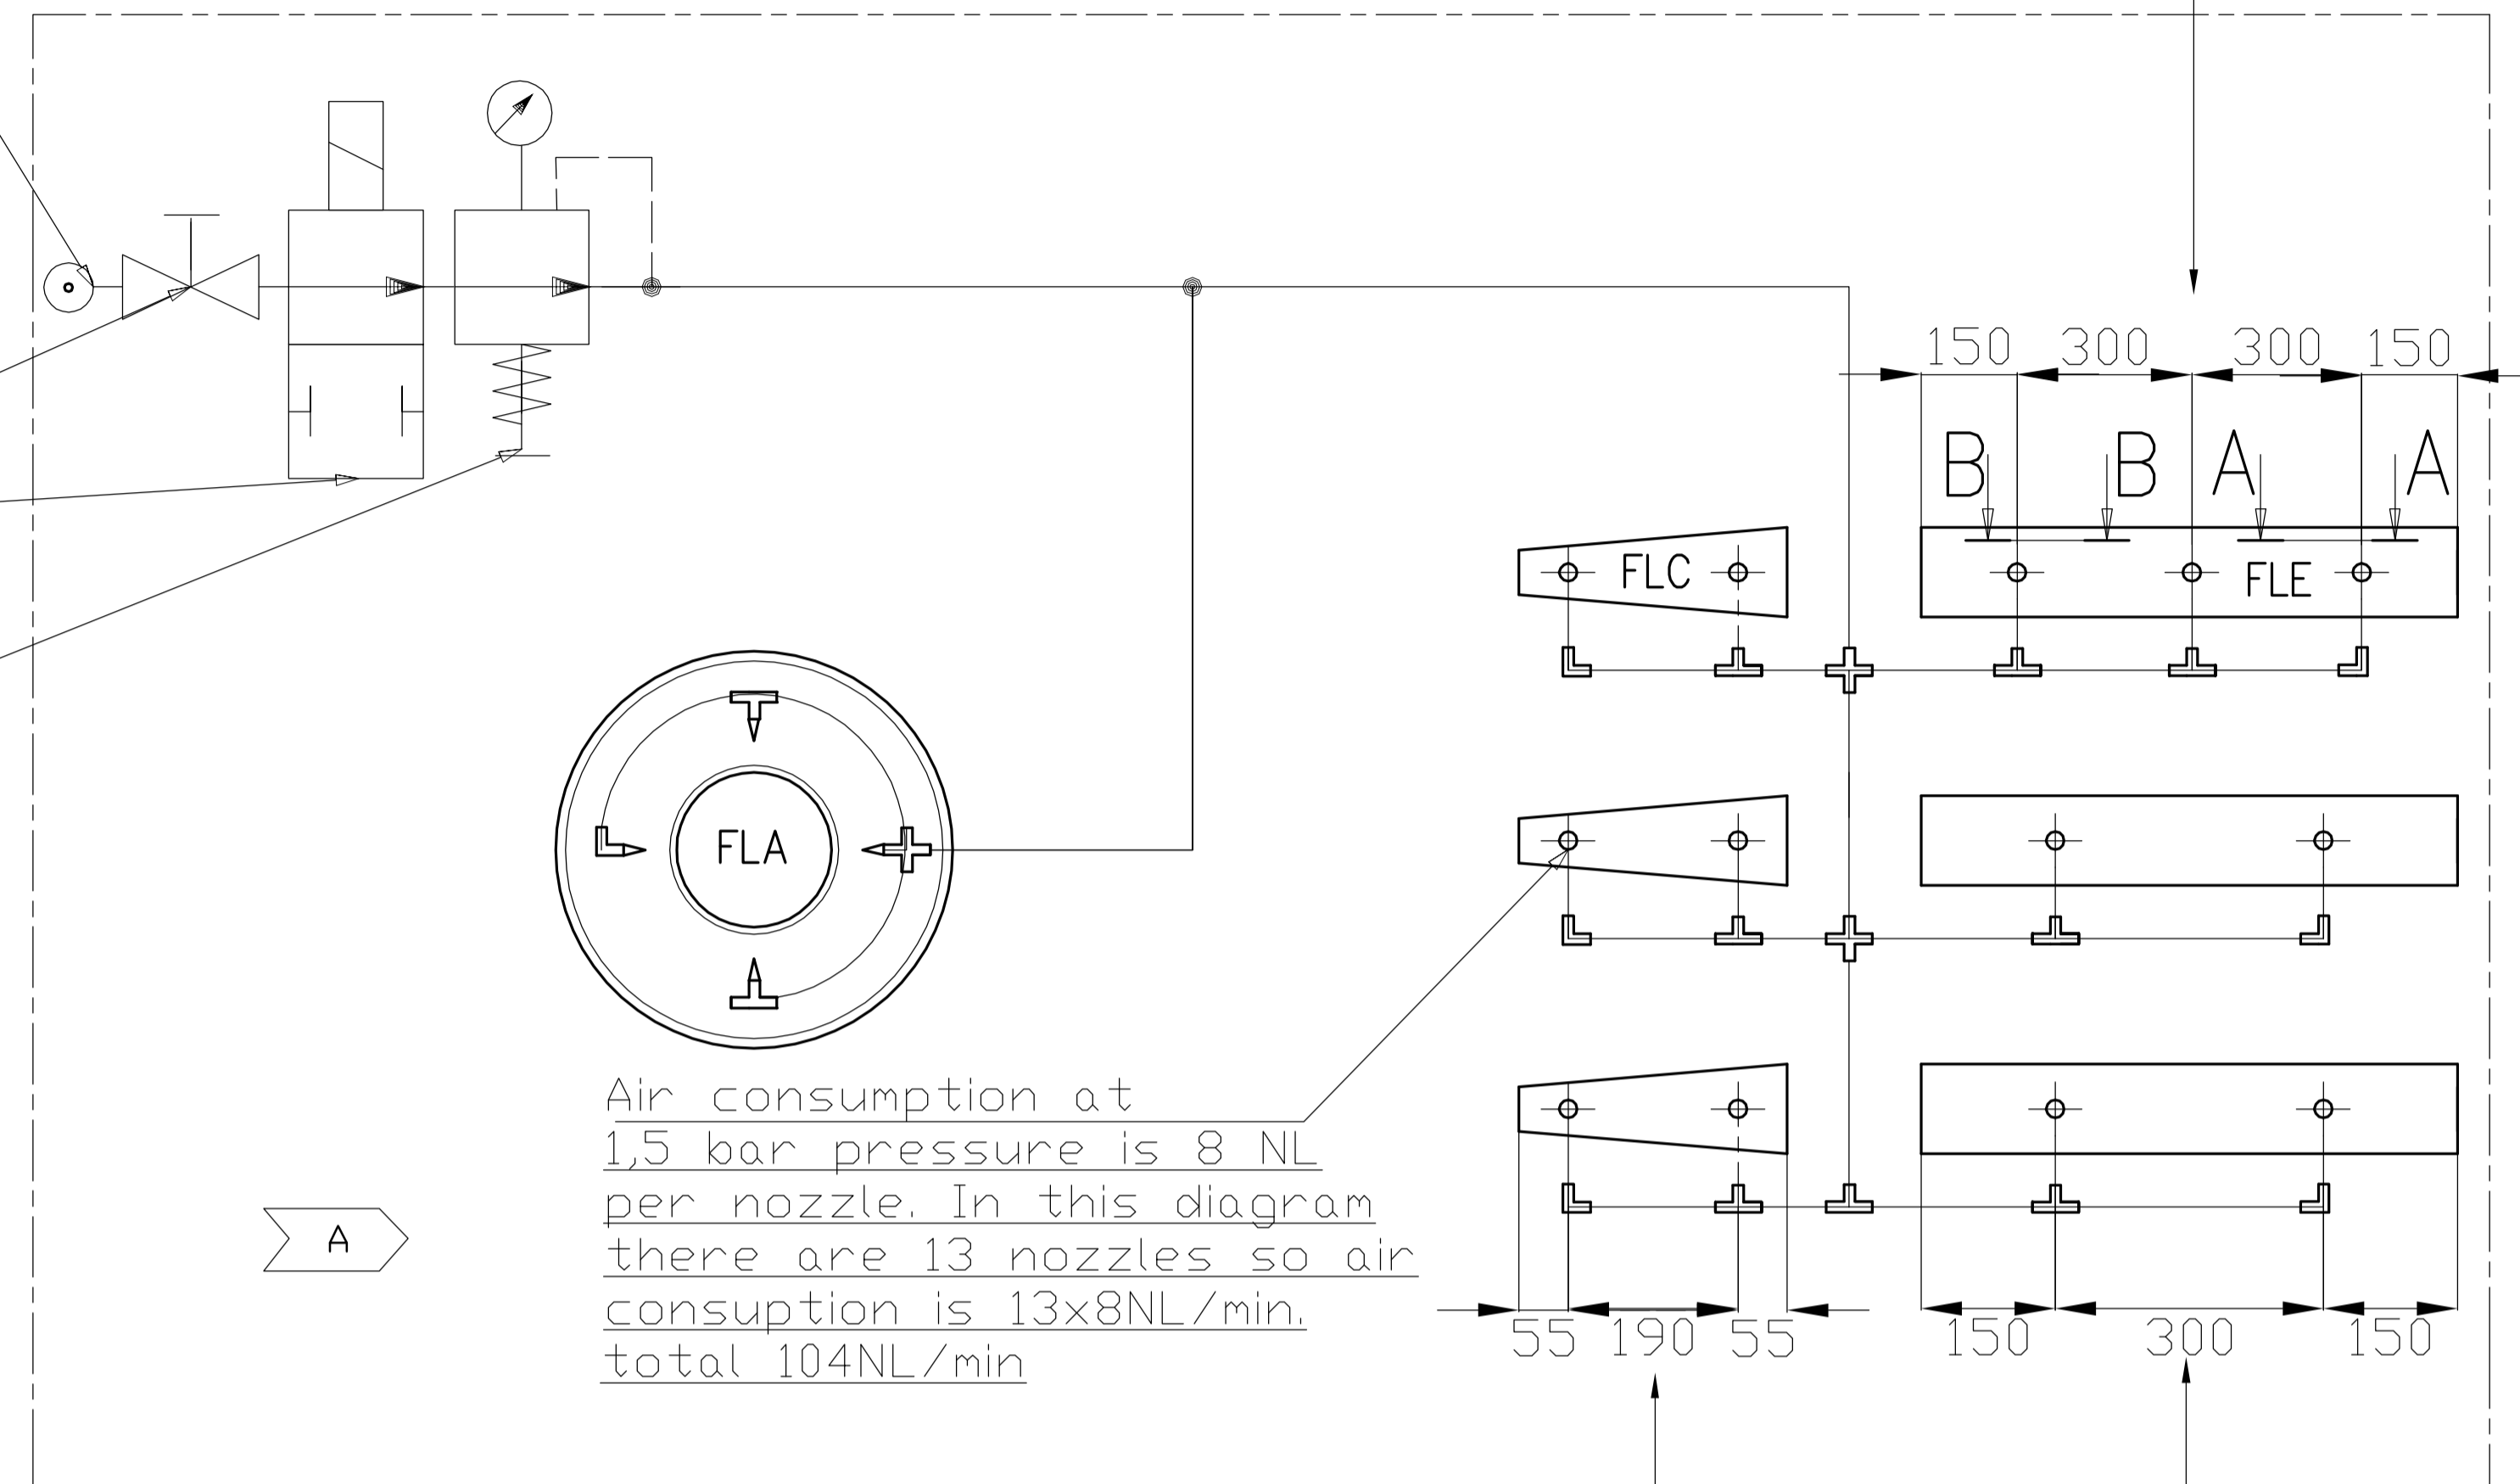 150 300 300 150
B B A A
FLC FLE
FLA
Air consumption at
1,5 bar pressure is 8 NL
per nozzle. In this diagram
there are 13 nozzles so air
consuption is 13x8NL/min.
total 104NL/min
A
55 190 55 150 300 150